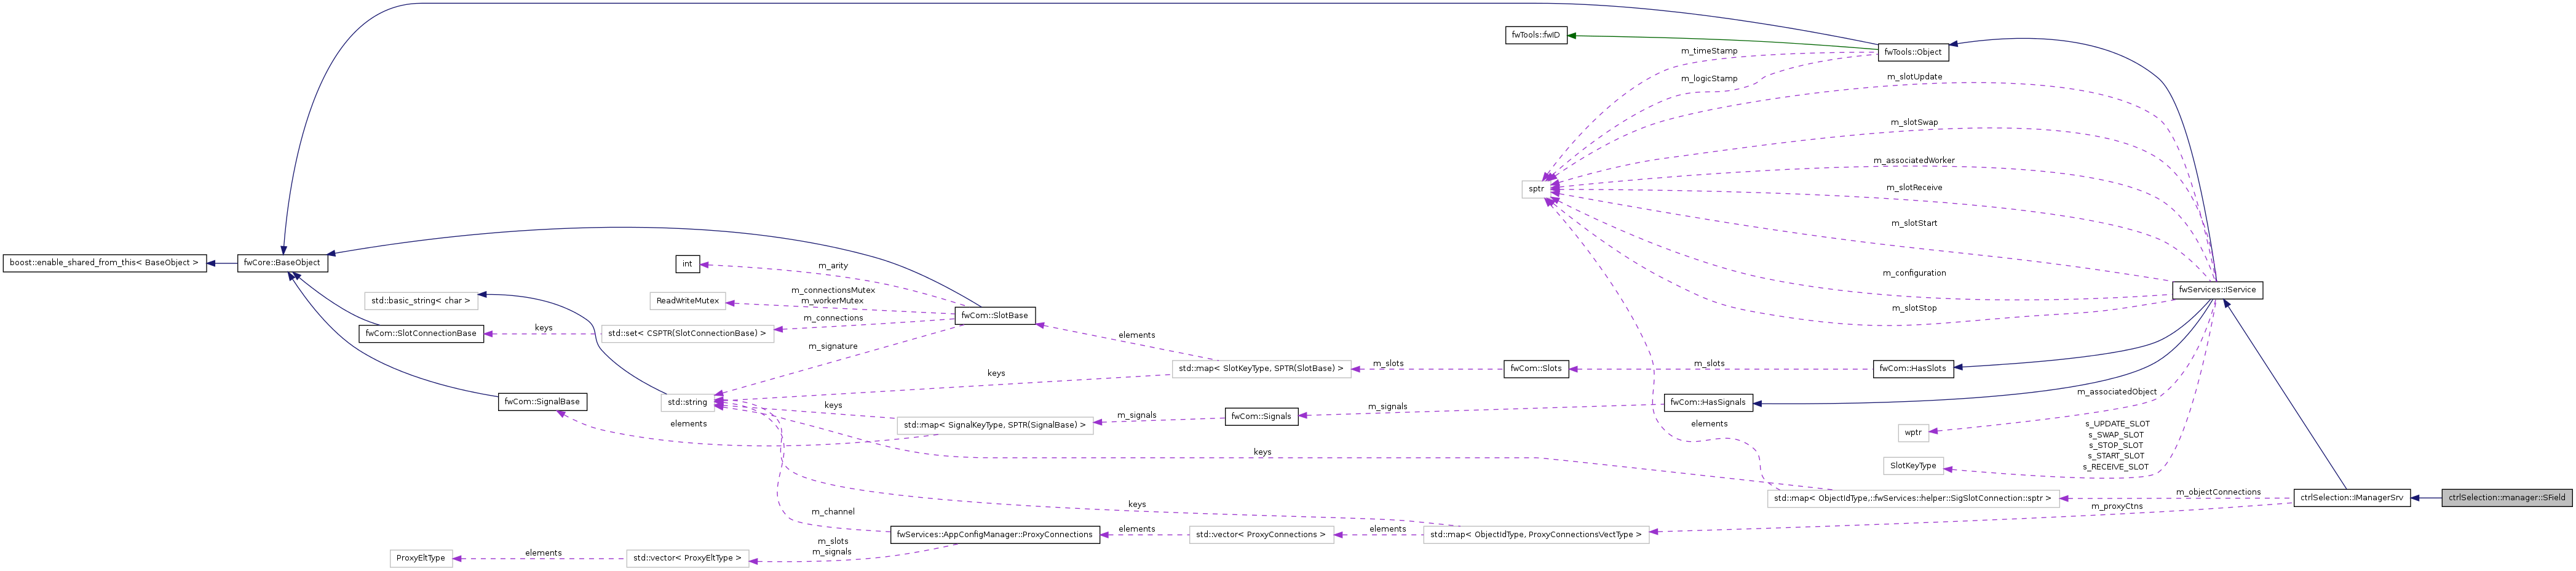 fwTools::fwID
fwTools::Object
m_timeStamp
m_logicStamp
m_slotUpdate
m_slotSwap
m_associatedWorker
sptr
m_slotReceive
m_slotStart
m_configuration
m_slotStop
fwServices::IService
boost::enable_shared_from_this< BaseObject >
fwCore::BaseObject
int
m_arity
std::basic_string< char >
ReadWriteMutex
m_connectionsMutex
m_workerMutex
fwCom::SlotBase
fwCom::SlotConnectionBase
keys
std::set< CSPTR(SlotConnectionBase) >
m_connections
m_signature
elements
keys
std::map< SlotKeyType, SPTR(SlotBase) >
m_slots
fwCom::Slots
m_slots
fwCom::HasSlots
fwCom::SignalBase
std::string
keys
elements
std::map< SignalKeyType, SPTR(SignalBase) >
m_signals
fwCom::Signals
m_signals
fwCom::HasSignals
m_associatedObject
wptr
elements
s_UPDATE_SLOT
s_SWAP_SLOT
s_STOP_SLOT
s_START_SLOT
s_RECEIVE_SLOT
SlotKeyType
keys
std::map< ObjectIdType,::fwServices::helper::SigSlotConnection::sptr >
m_objectConnections
ctrlSelection::IManagerSrv
ctrlSelection::manager::SField
m_proxyCtns
keys
m_channel
fwServices::AppConfigManager::ProxyConnections
elements
std::vector< ProxyConnections >
elements
std::map< ObjectIdType, ProxyConnectionsVectType >
m_slots
m_signals
ProxyEltType
elements
std::vector< ProxyEltType >